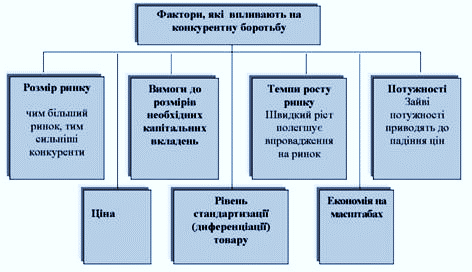 Фактори, які впливають на
конкурентну боротьбу
Розмір ринку
чим більший
ринок, тим
сильніші
конкуренти
Вимоги до
розмірів
необхідних
капітальних
вкладень
Темпи росту
ринку
Швидкий ріст
полегшує
впровадження
на ринок
Потужності
Зайві
потужності
приводять до
падіння цін
Ціна
Рівень
стандартизації
(диференціації)
товару
Економія на
масштабах